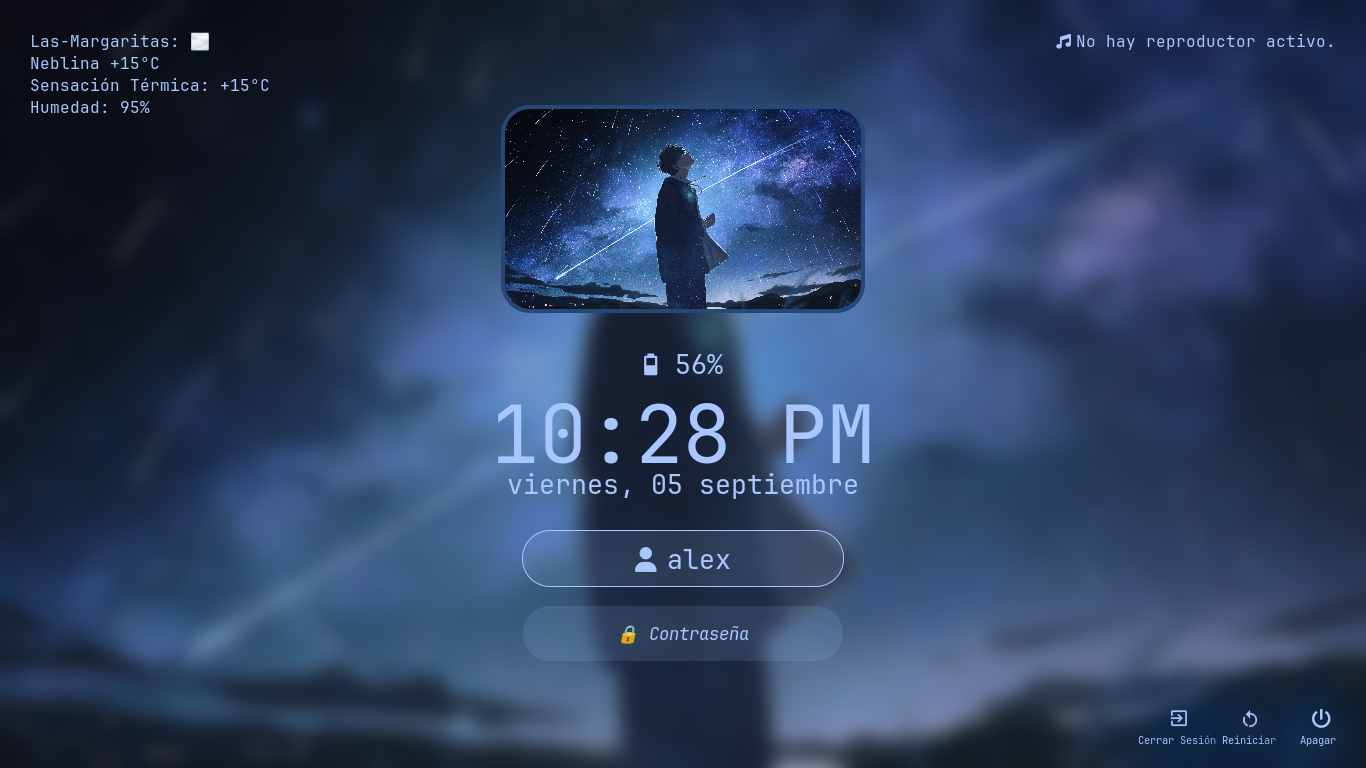 Las-Margaritas: 🌫️
Neblina +15°C
Sensación Térmica: +15°C
Humedad: 95%
No hay reproductor activo.
56%
10:28 PM
viernes, 05 septiembre
alex
🔒 Contraseña
Cerrar Sesión
Reiniciar
Apagar